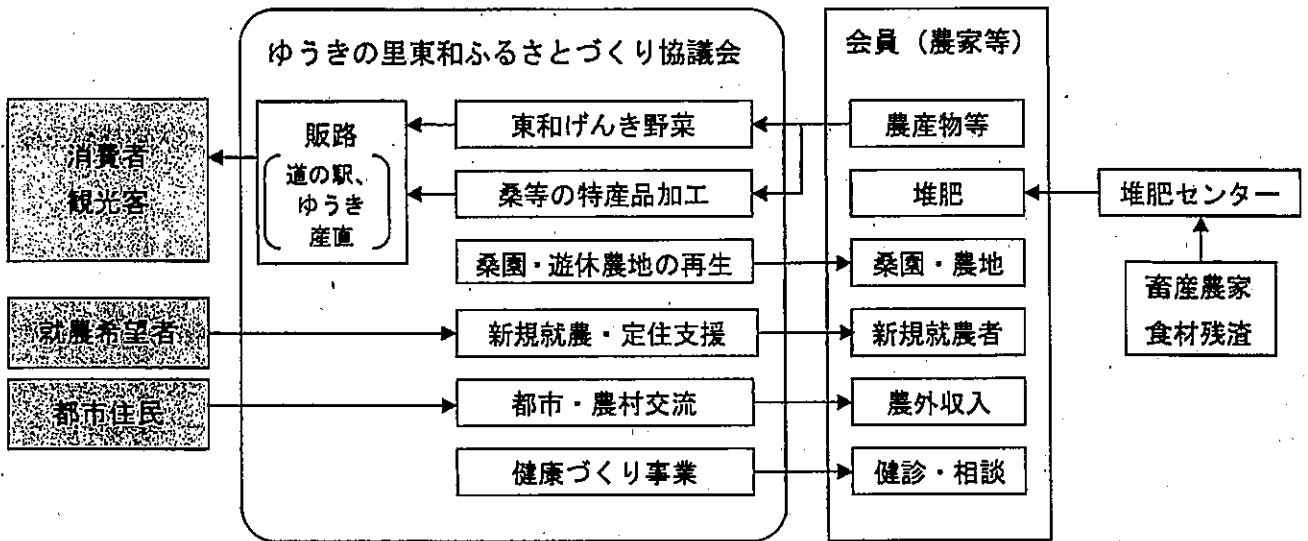 ゆうきの里東和ふるさとづくり協議会
会員（農家等）
消費者
観光客
販路
道の駅、
ゆうき
産直
東和げんき野菜
農産物等
桑等の特産品加工
堆肥
堆肥センター
桑園・遊休農地の再生
桑園・農地
畜産農家
食材残渣
就農希望者
新規就農・定住支援
新規就農者
都市住民
都市・農村交流
農外収入
健康づくり事業
健診・相談